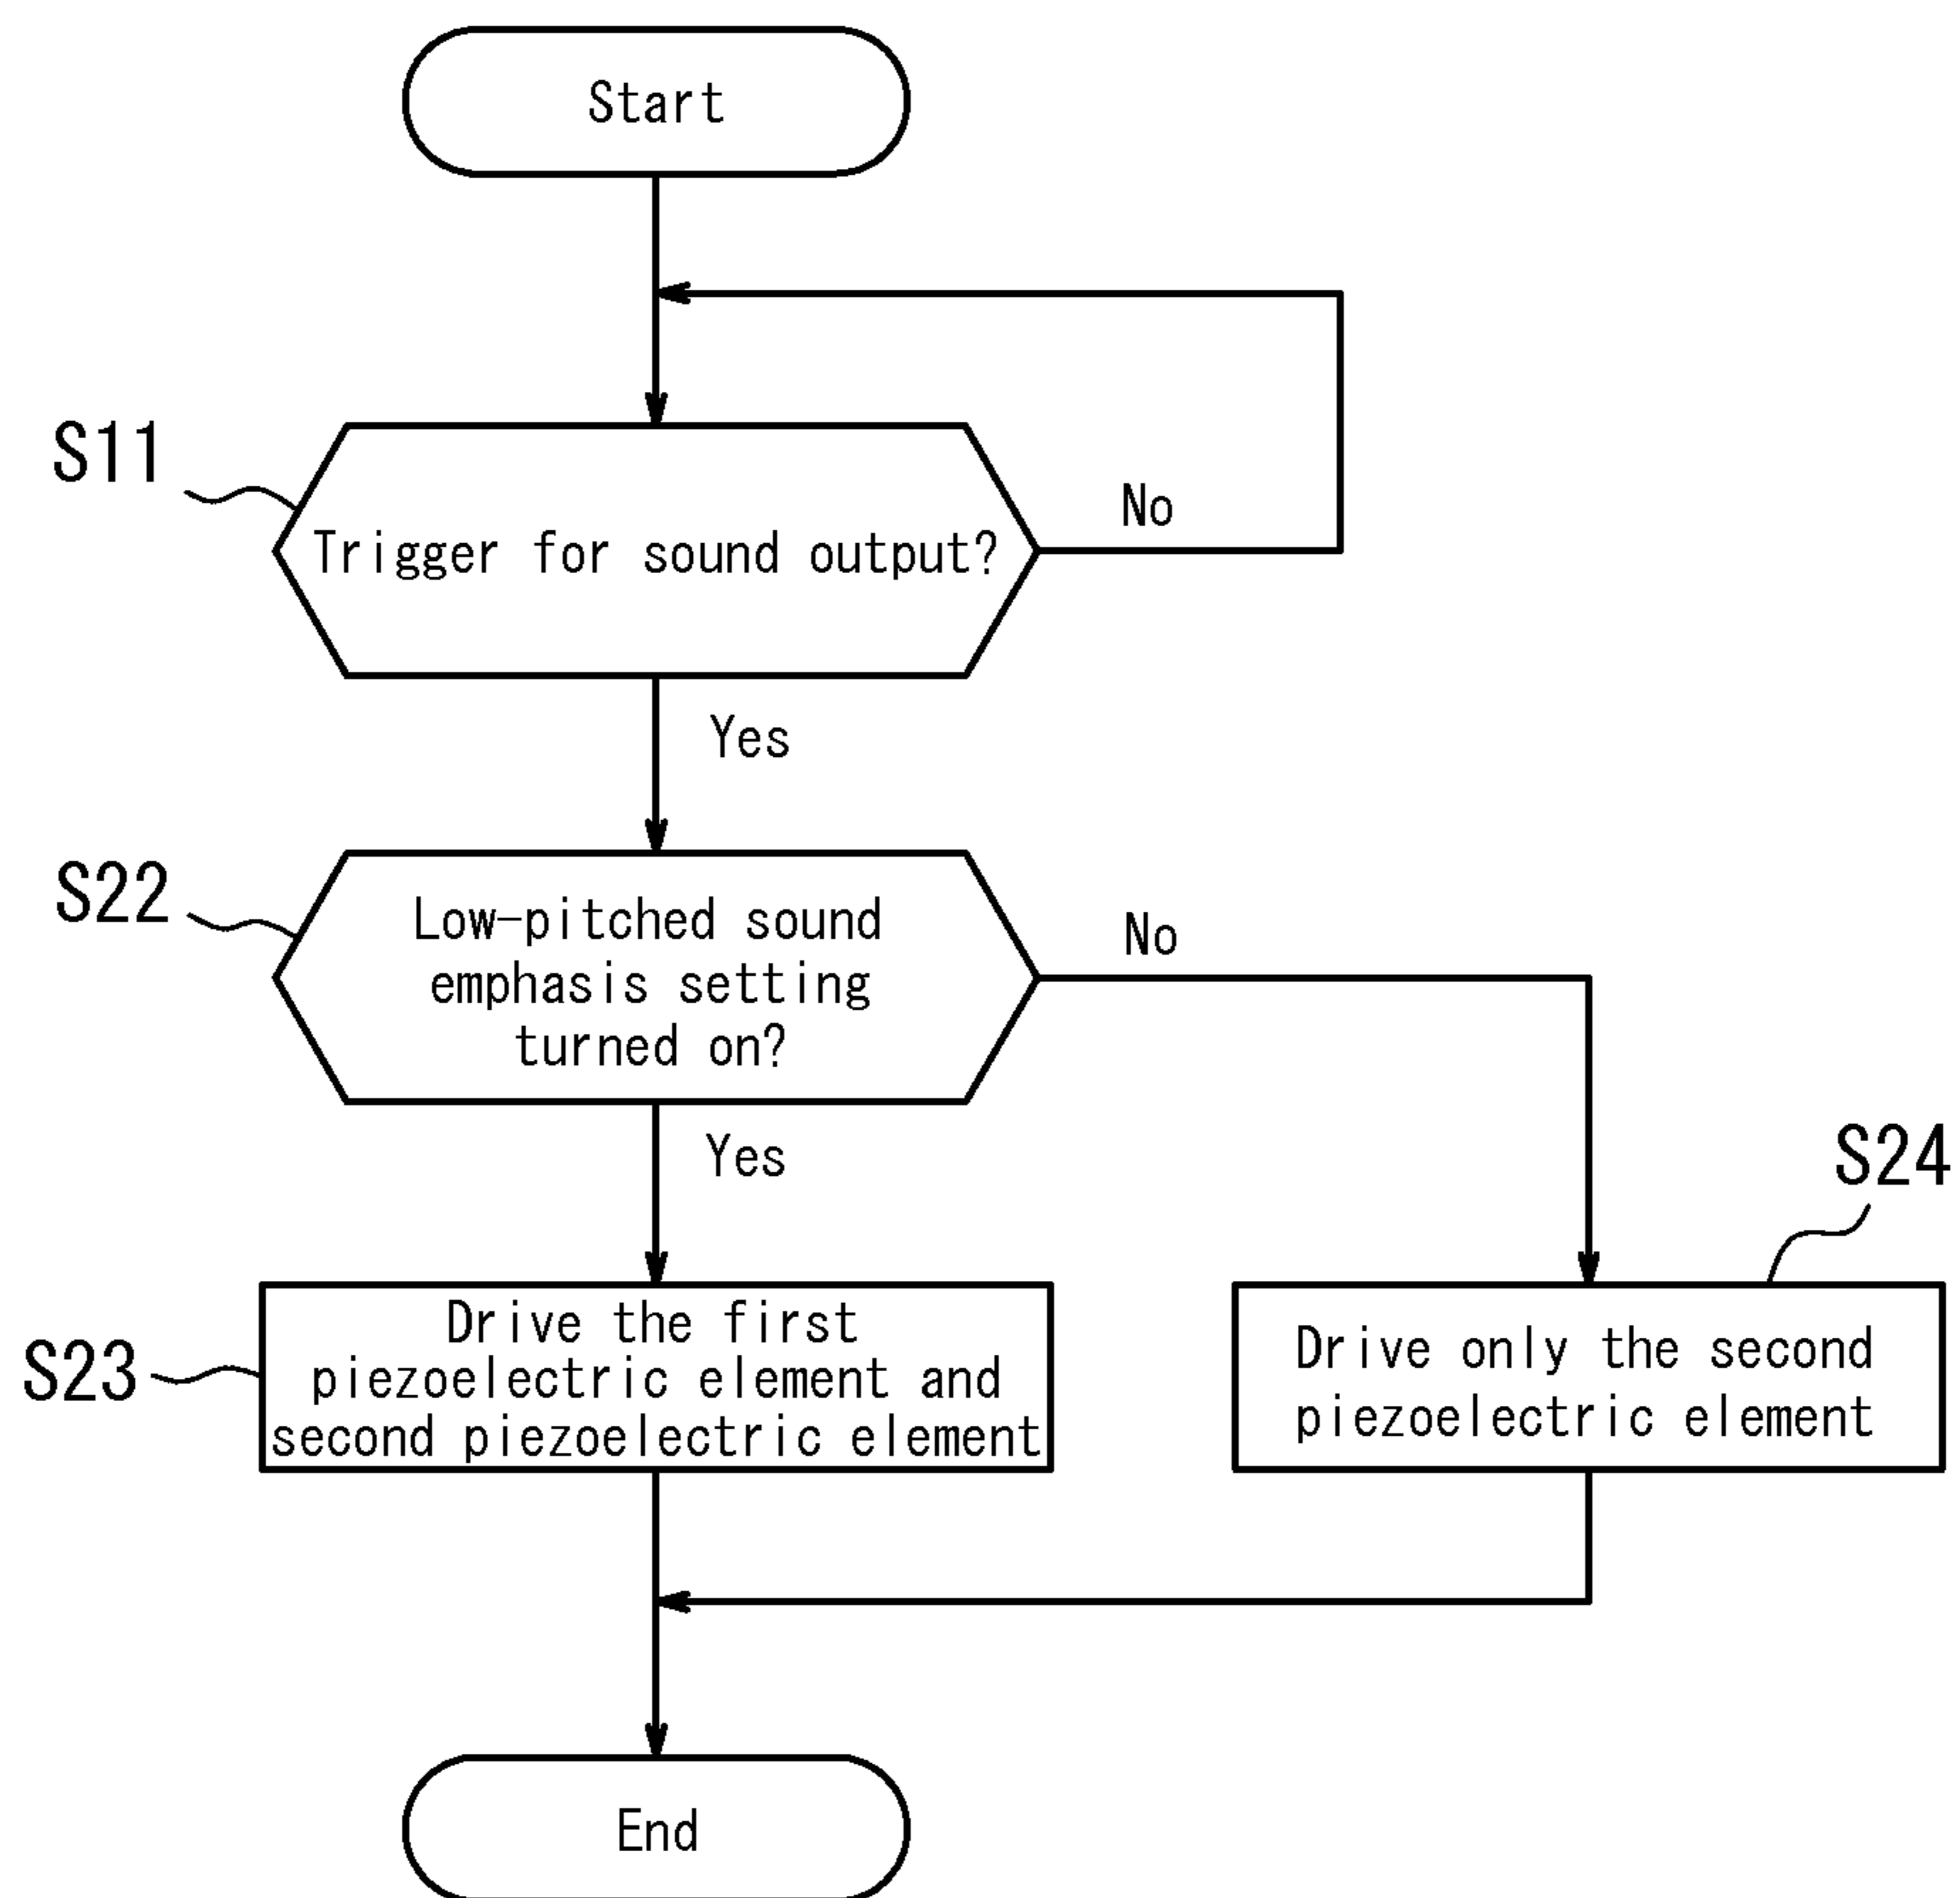 Start
S11
Trigger for sound output?
No
Yes
S22
Low-pitched sound
emphasis setting
turned on?
No
Yes
S24
S23
Drive the first
piezoelectric element and
second piezoelectric element
Drive only the second
piezoelectric element
End